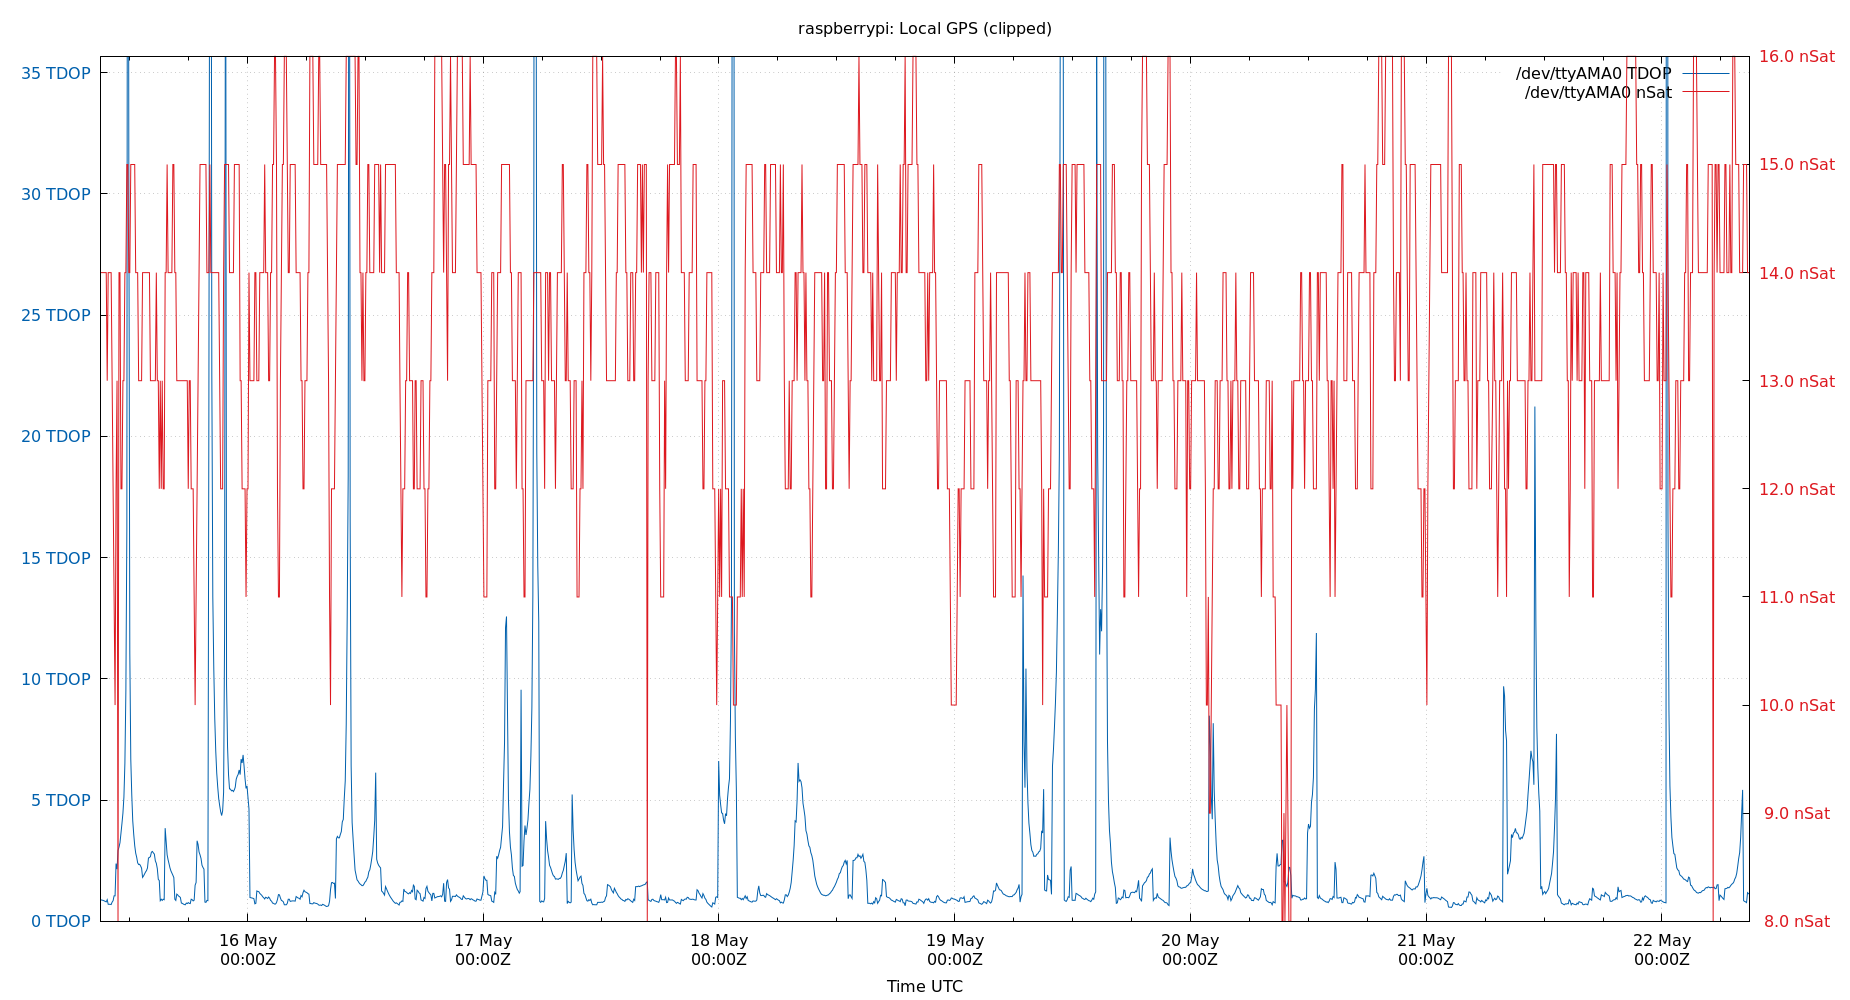 raspberrypi: Local GPS (clipped)
/dev/ttyAMA0 TDOP
/dev/ttyAMA0 nSat
35 TDOP
30 TDOP
25 TDOP
20 TDOP
15 TDOP
10 TDOP
5 TDOP
0 TDOP
16.0 nSat
15.0 nSat
14.0 nSat
13.0 nSat
12.0 nSat
11.0 nSat
10.0 nSat
9.0 nSat
8.0 nSat
16 May 17 May 18 May 19 May 20 May 21 May 22 May
00:00Z 00:00Z 00:00Z 00:00Z 00:00Z 00:00Z 00:00Z
Time UTC